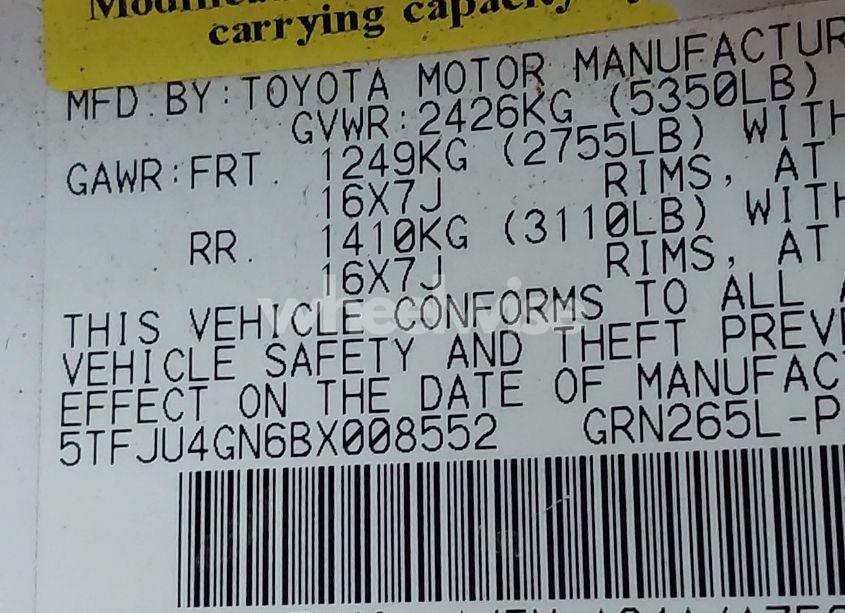 carrying capacity
MFD.BY:TOYOTA MOTOR MANUFACTUR
GVWR:2426KG (5350LB)
GAWR:FRT. 1249KG (2755LB) WITH
16X7J RIMS, AT
RR. 1410KG (3110LB) WITH
16X7J RIMS, AT
wheelwise
THIS VEHICLE CONFORMS TO ALL A
VEHICLE SAFETY AND THEFT PREVE
EFFECT ON THE DATE OF MANUFAC
5TFJU4GN6BX008552 GRN265L-P